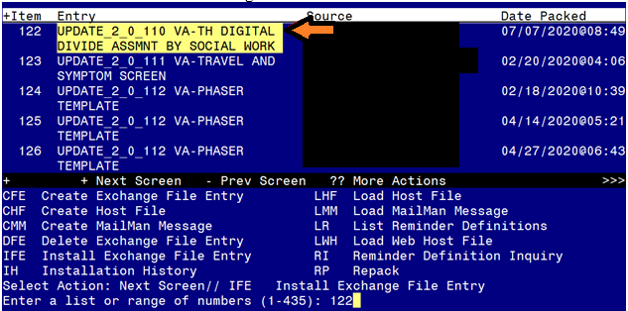 +Item Entry Source Date Packed
122 UPDATE_2_0_110 VA-TH DIGITAL 07/07/2020@08:49
DIVIDE ASSMNT BY SOCIAL WORK
123 UPDATE_2_0_111 VA-TRAVEL AND 02/20/2020@04:06
SYMPTOM SCREEN
124 UPDATE_2_0_112 VA-PHASER 02/18/2020@10:39
TEMPLATE
125 UPDATE_2_0_112 VA-PHASER 04/14/2020@05:21
TEMPLATE
126 UPDATE_2_0_112 VA-PHASER 04/27/2020@06:43
TEMPLATE
+ + Next Screen - Prev Screen ?? More Actions >>>
CFE Create Exchange File Entry LHF Load Host File
CHF Create Host File LMM Load MailMan Message
CMM Create MailMan Message LR List Reminder Definitions
DFE Delete Exchange File Entry LWH Load Web Host File
IFE Install Exchange File Entry RI Reminder Definition Inquiry
IH Installation History RP Repack
Select Action: Next Screen// IFE Install Exchange File Entry
Enter a list or range of numbers (1-435): 122